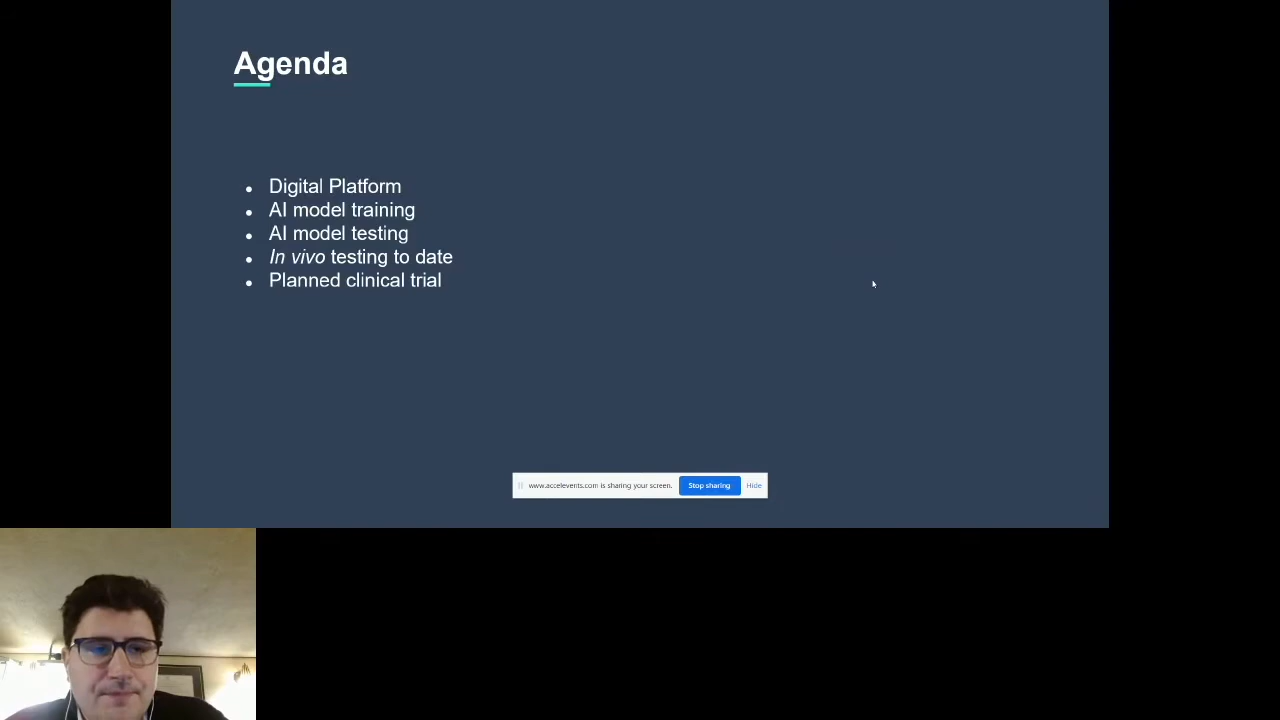 Agenda
Digital Platform
AI model training
AI model testing
In vivo testing to date
Planned clinical trial
www.accelevents.com is sharing your screen. Stop sharing Hide